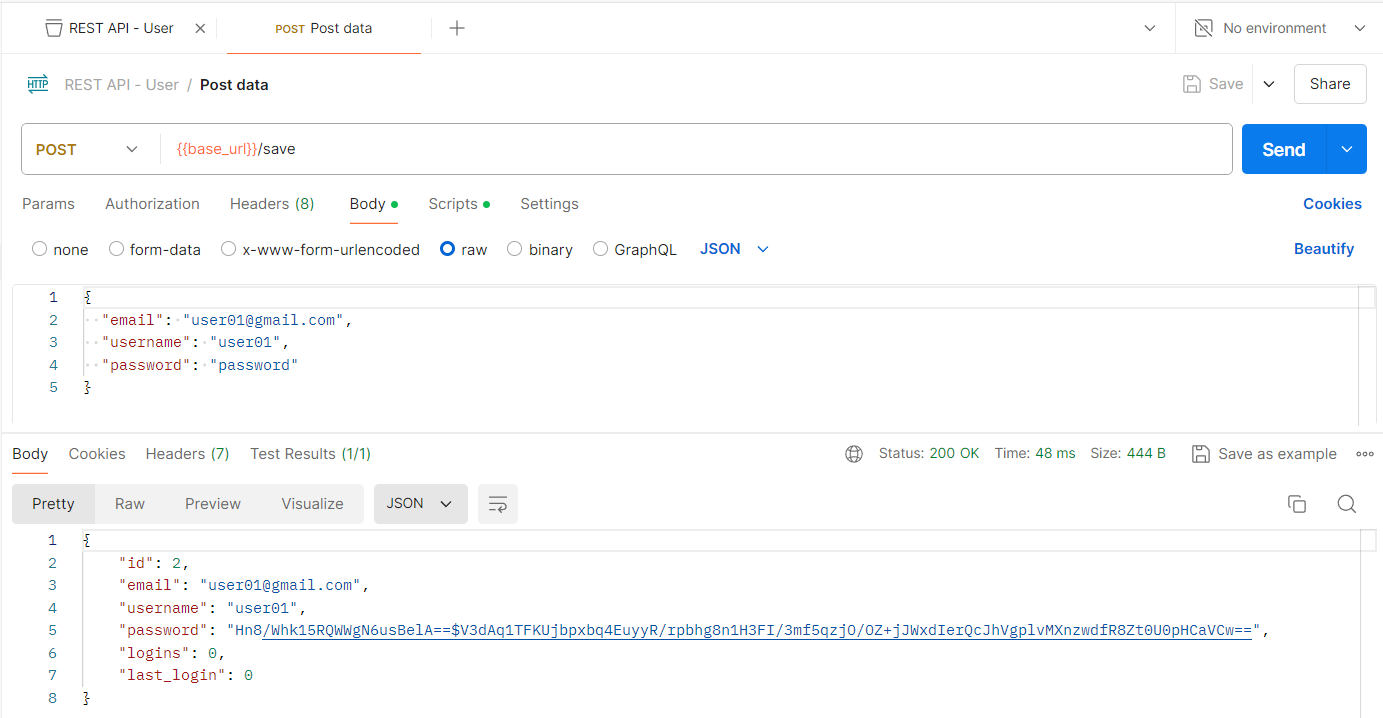 REST API - User
POST Post data
No environment
HTTP REST API - User / Post data
Save
Share
POST {{base_url}}/save
Send
Params Authorization Headers (8) Body Scripts Settings Cookies
none form-data x-www-form-urlencoded raw binary GraphQL JSON Beautify
1 {
2 "email": "user01@gmail.com",
3 "username": "user01",
4 "password": "password"
5 }
Body Cookies Headers (7) Test Results (1/1) Status: 200 OK Time: 48 ms Size: 444 B Save as example
Pretty Raw Preview Visualize JSON
1 {
2 "id": 2,
3 "email": "user01@gmail.com",
4 "username": "user01",
5 "password": "Hn8/Whk15RQWWgN6usBelA==$V3dAq1TFKUjbpxbq4EuyyR/rpbhg8n1H3FI/3mf5qzjO/OZ+jJWxdIerQcJhVgplvMXnzwdfR8Zt0U0pHCaVCw==",
6 "logins": 0,
7 "last_login": 0
8 }